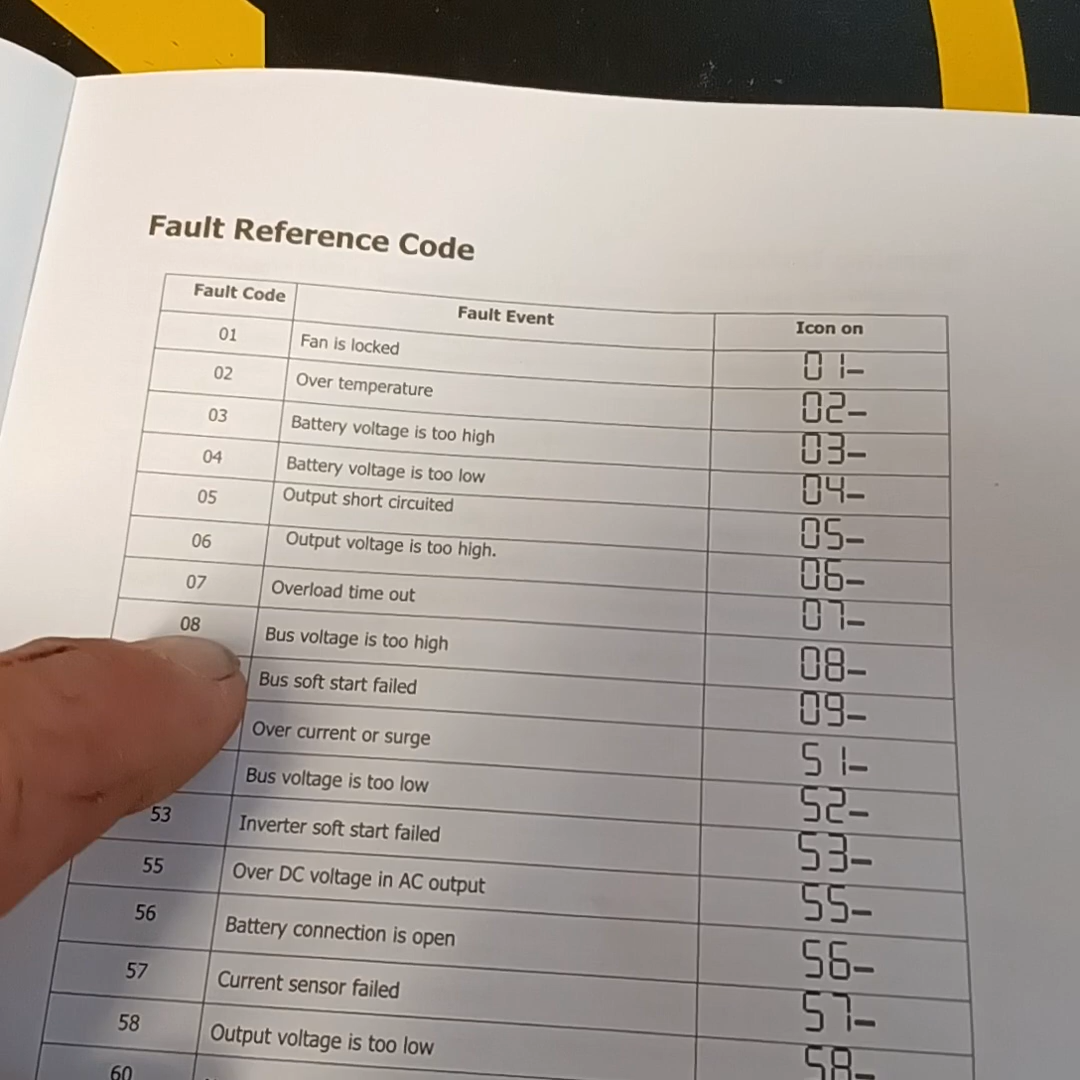 Fault Reference Code
Fault Code Fault Event Icon on
01 Fan is locked 01-
02 Over temperature 02-
03 Battery voltage is too high 03-
04 Battery voltage is too low 04-
05 Output short circuited 05-
06 Output voltage is too high. 06-
07 Overload time out 07-
08 Bus voltage is too high 08-
Bus soft start failed 09-
Over current or surge 51-
Bus voltage is too low 52-
53 Inverter soft start failed 53-
55 Over DC voltage in AC output 55-
56 Battery connection is open 56-
57 Current sensor failed 57-
58 Output voltage is too low 58-
60